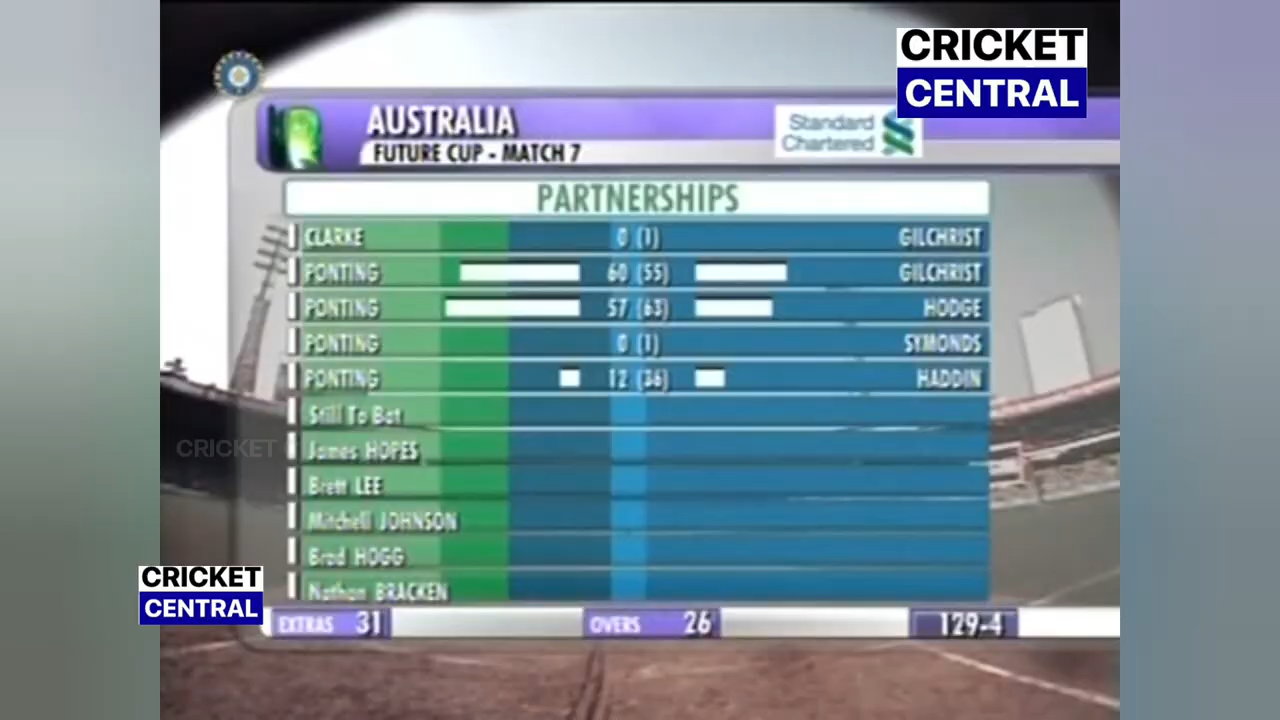 CRICKET
CENTRAL
AUSTRALIA
FUTURE CUP - MATCH 7
Standard
Chartered
PARTNERSHIPS
CLARKE 0 (1) GILCHRIST
PONTING 60 (55) GILCHRIST
PONTING 57 (63) HODGE
PONTING 0 (1) SYMONDS
PONTING 12 (36) HADDIN
Still To Bat
CRICKET
James HOPES
Brett LEE
Mitchell JOHNSON
Brad HOGG
Nathan BRACKEN
CRICKET
CENTRAL
EXTRAS 31 OVERS 26 129-4